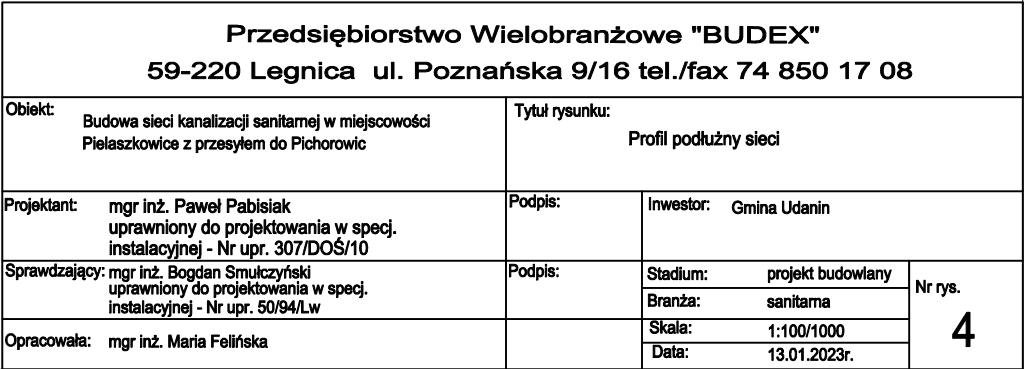 Przedsiębiorstwo Wielobranżowe "BUDEX"
59-220 Legnica ul. Poznańska 9/16 tel./fax 74 850 17 08
Obiekt:
Budowa sieci kanalizacji sanitarnej w miejscowości
Pielaszkowice z przesyłem do Pichorowic
Tytuł rysunku:
Profil podłużny sieci
Projektant:
mgr inż. Paweł Pabisiak
uprawniony do projektowania w specj.
instalacyjnej - Nr upr. 307/DOŚ/10
Podpis:
Inwestor: Gmina Udanin
Sprawdzający: mgr inż. Bogdan Smułczyński
uprawniony do projektowania w specj.
instalacyjnej - Nr upr. 50/94/Lw
Podpis:
Stadium: projekt budowlany
Branża: sanitarna
Skala: 1:100/1000
Data: 13.01.2023r.
Nr rys.
4
Opracowała: mgr inż. Maria Felińska